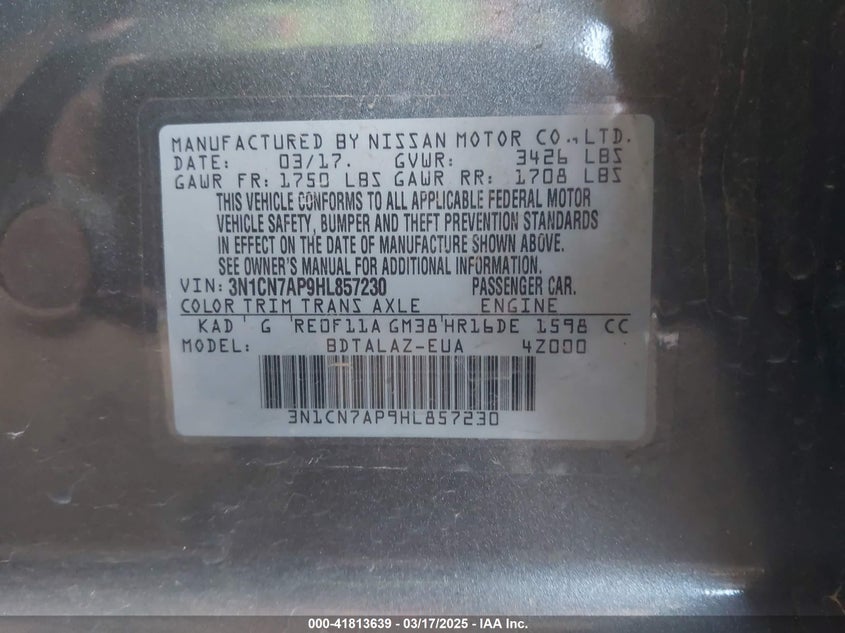 MANUFACTURED BY NISSAN MOTOR CO., LTD.
DATE: 03/17. GVWR: 3426 LBS
GAWR FR: 1750 LBS GAWR RR: 1708 LBS
THIS VEHICLE CONFORMS TO ALL APPLICABLE FEDERAL MOTOR
VEHICLE SAFETY, BUMPER AND THEFT PREVENTION STANDARDS
IN EFFECT ON THE DATE OF MANUFACTURE SHOWN ABOVE.
SEE OWNER'S MANUAL FOR ADDITIONAL INFORMATION.
VIN: 3N1CN7AP9HL857230 PASSENGER CAR.
COLOR TRIM TRANS AXLE ENGINE
KAD G RE0F11A GM38 HR16DE 1598 CC
MODEL: BDTALAZ-EUA 4Z000
3N1CN7AP9HL857230
000-41813639 - 03/17/2025 - IAA Inc.